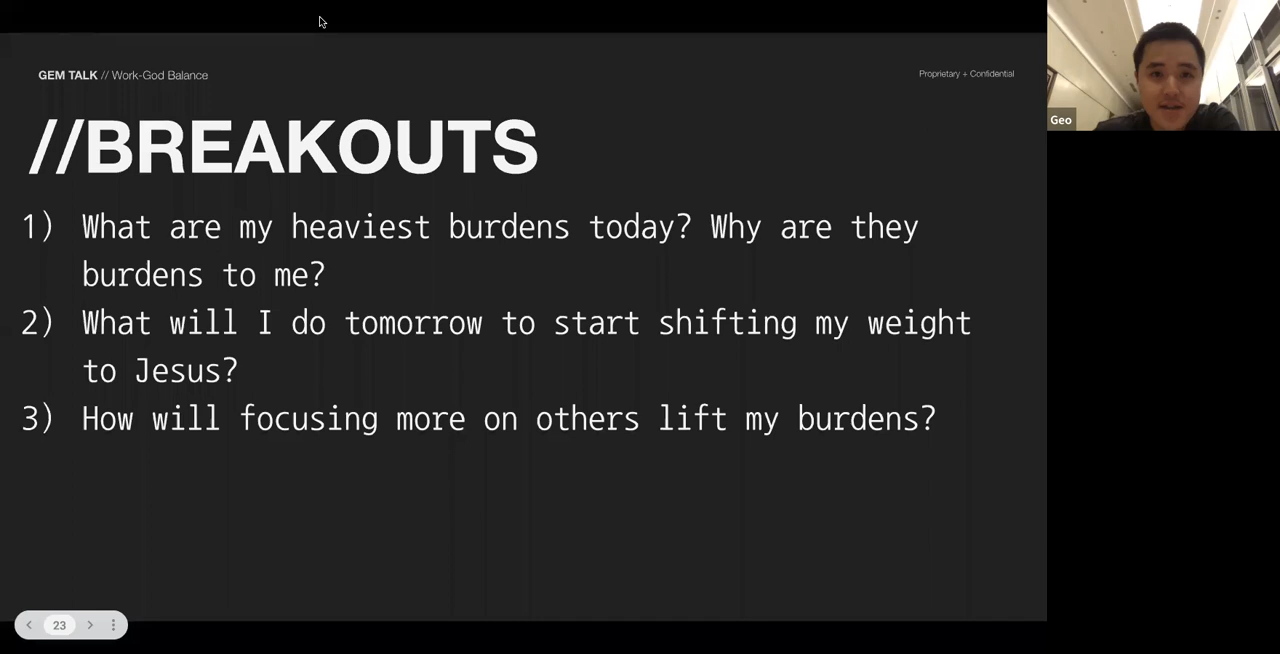 GEM TALK // Work-God Balance
Proprietary + Confidential
//BREAKOUTS
1) What are my heaviest burdens today? Why are they
burdens to me?
2) What will I do tomorrow to start shifting my weight
to Jesus?
3) How will focusing more on others lift my burdens?
Geo
23